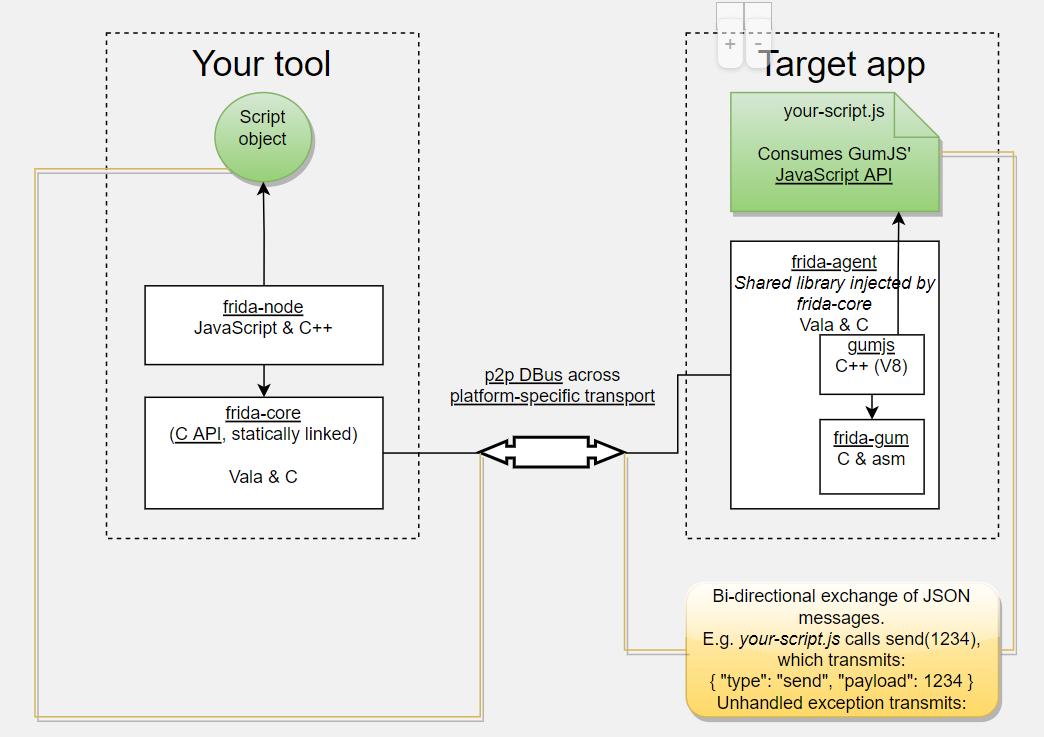 Your tool
Script
object
frida-node
JavaScript & C++
frida-core
(C API, statically linked)
Vala & C
p2p DBus across
platform-specific transport
+ -
Target app
your-script.js
Consumes GumJS'
JavaScript API
frida-agent
Shared library injected by
frida-core
Vala & C
gumjs
C++ (V8)
frida-gum
C & asm
Bi-directional exchange of JSON
messages.
E.g. your-script.js calls send(1234),
which transmits:
{ "type": "send", "payload": 1234 }
Unhandled exception transmits: